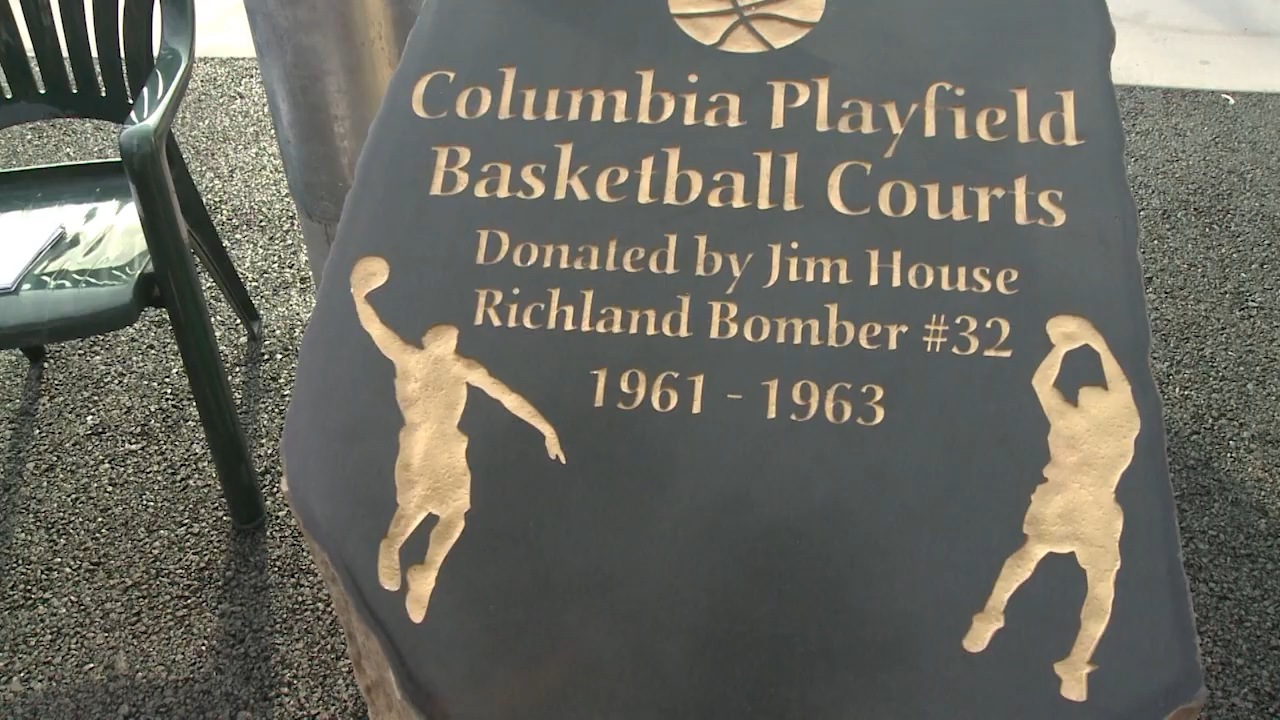 Columbia Playfield
Basketball Courts
Donated by Jim House
Richland Bomber #32
1961 - 1963